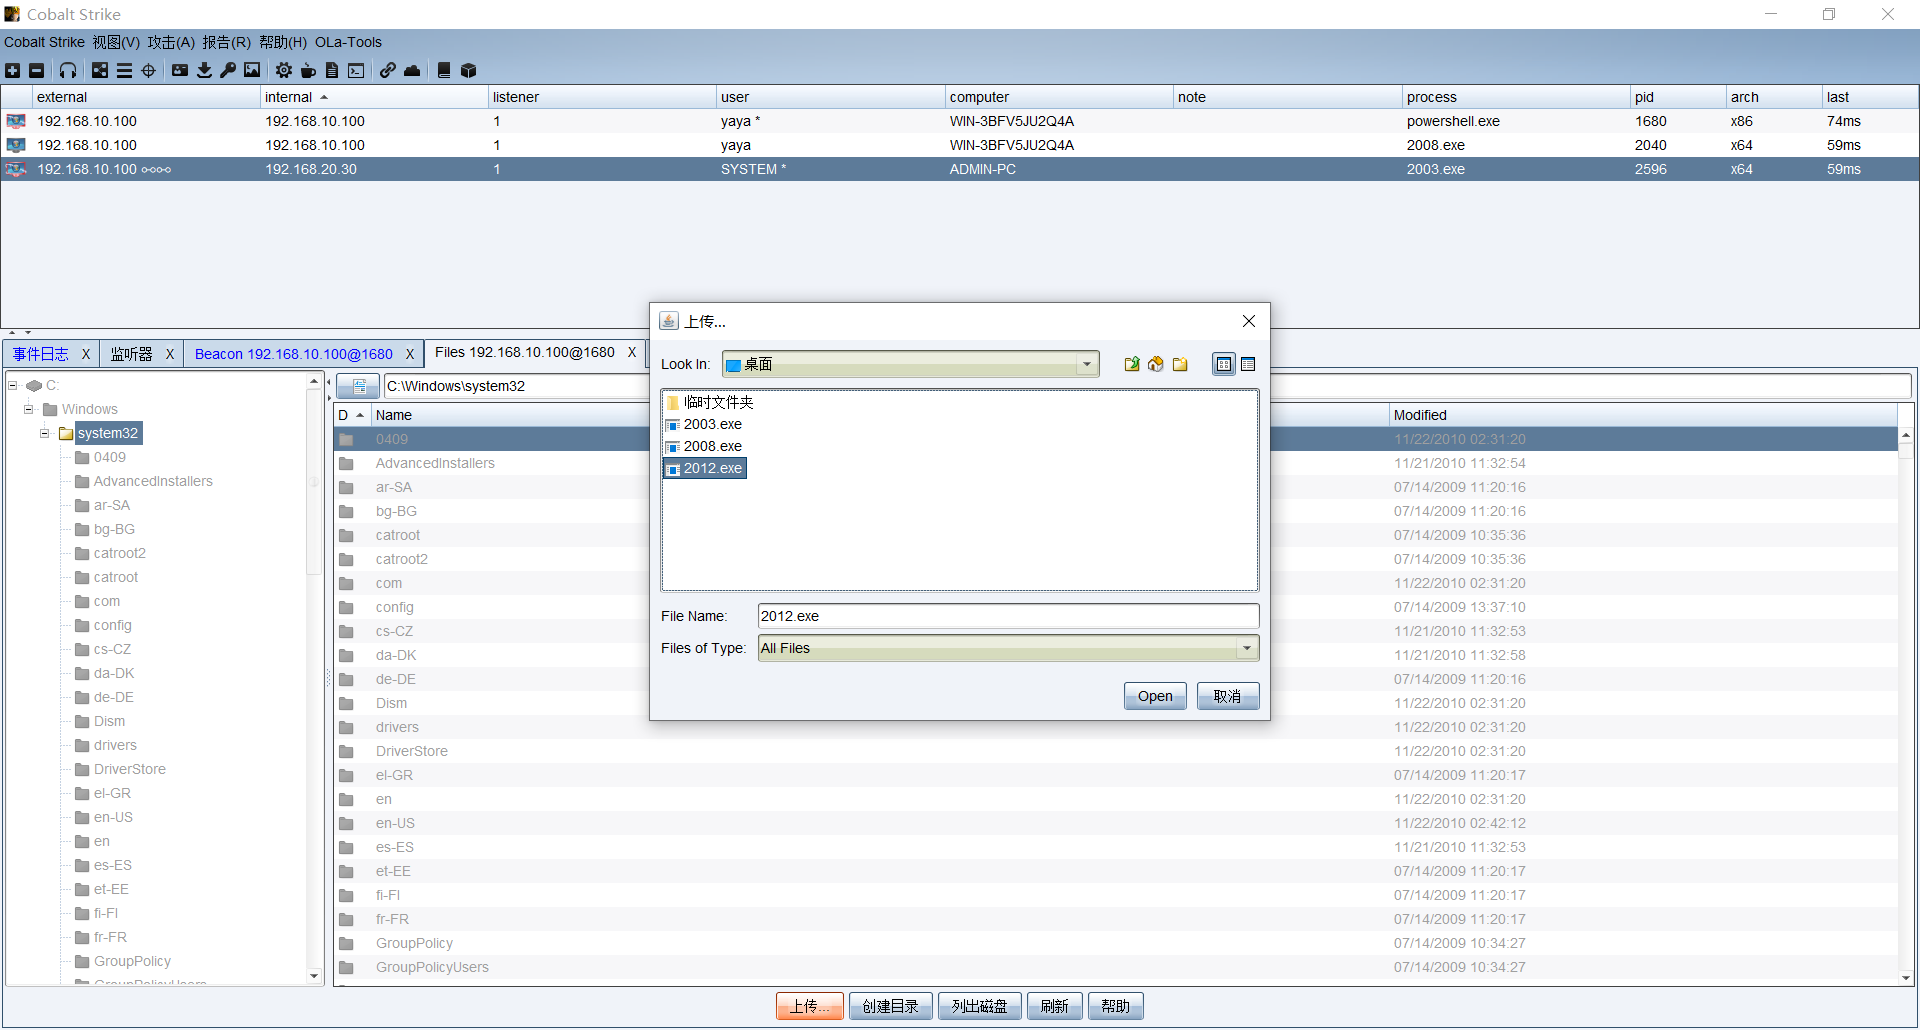 Cobalt Strike
Cobalt Strike 视图(V) 攻击(A) 报告(R) 帮助(H) OLa-Tools
external internal listener user computer note process pid arch last
192.168.10.100 192.168.10.100 1 yaya * WIN-3BFV5JU2Q4A powershell.exe 1680 x86 74ms
192.168.10.100 192.168.10.100 1 yaya WIN-3BFV5JU2Q4A 2008.exe 2040 x64 59ms
192.168.10.100 192.168.20.30 1 SYSTEM * ADMIN-PC 2003.exe 2596 x64 59ms
事件日志 X 监听器 X Beacon 192.168.10.100@1680 X Files 192.168.10.100@1680 X
C:
Windows
system32
0409
AdvancedInstallers
ar-SA
bg-BG
catroot2
catroot
com
config
cs-CZ
da-DK
de-DE
Dism
drivers
DriverStore
el-GR
en-US
en
es-ES
et-EE
fi-FI
fr-FR
GroupPolicy
GroupPolicyUsers
C:\Windows\system32
D Name Modified
0409 11/22/2010 02:31:20
AdvancedInstallers 11/21/2010 11:32:54
ar-SA 07/14/2009 11:20:16
bg-BG 07/14/2009 11:20:16
catroot 07/14/2009 10:35:36
catroot2 07/14/2009 10:35:36
com 11/22/2010 02:31:20
config 07/14/2009 13:37:10
cs-CZ 11/21/2010 11:32:53
da-DK 11/21/2010 11:32:58
de-DE 07/14/2009 11:20:16
Dism 11/22/2010 02:31:20
drivers 11/22/2010 02:31:20
DriverStore 11/22/2010 02:31:20
el-GR 07/14/2009 11:20:17
en 11/22/2010 02:31:20
en-US 11/22/2010 02:42:12
es-ES 11/21/2010 11:32:53
et-EE 07/14/2009 11:20:17
fi-FI 07/14/2009 11:20:17
fr-FR 07/14/2009 11:20:17
GroupPolicy 07/14/2009 10:34:27
GroupPolicyUsers 07/14/2009 10:34:27
上传...
Look In: 桌面
临时文件夹
2003.exe
2008.exe
2012.exe
File Name: 2012.exe
Files of Type: All Files
Open 取消
上传... 创建目录 列出磁盘 刷新 帮助